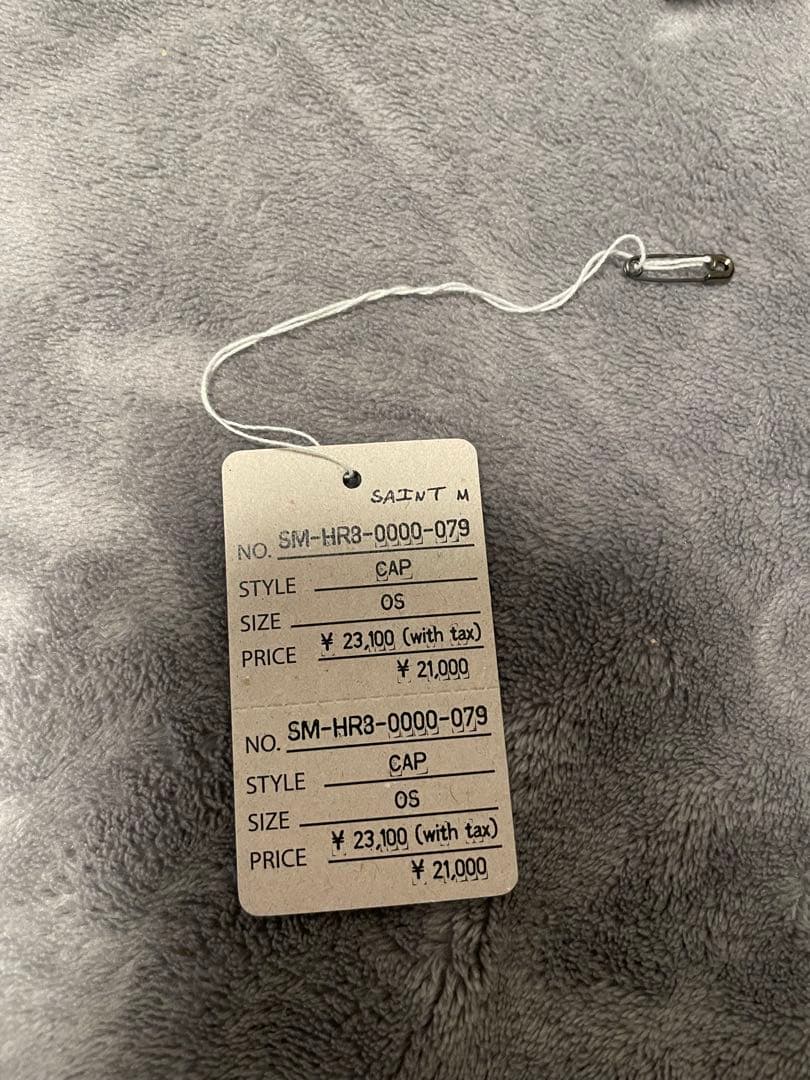 SAINT M
NO. SM-HR3-0000-079
STYLE CAP
SIZE OS
PRICE ¥ 23,100 (with tax)
¥ 21,000
NO. SM-HR3-0000-079
STYLE CAP
SIZE OS
PRICE ¥ 23,100 (with tax)
¥ 21,000